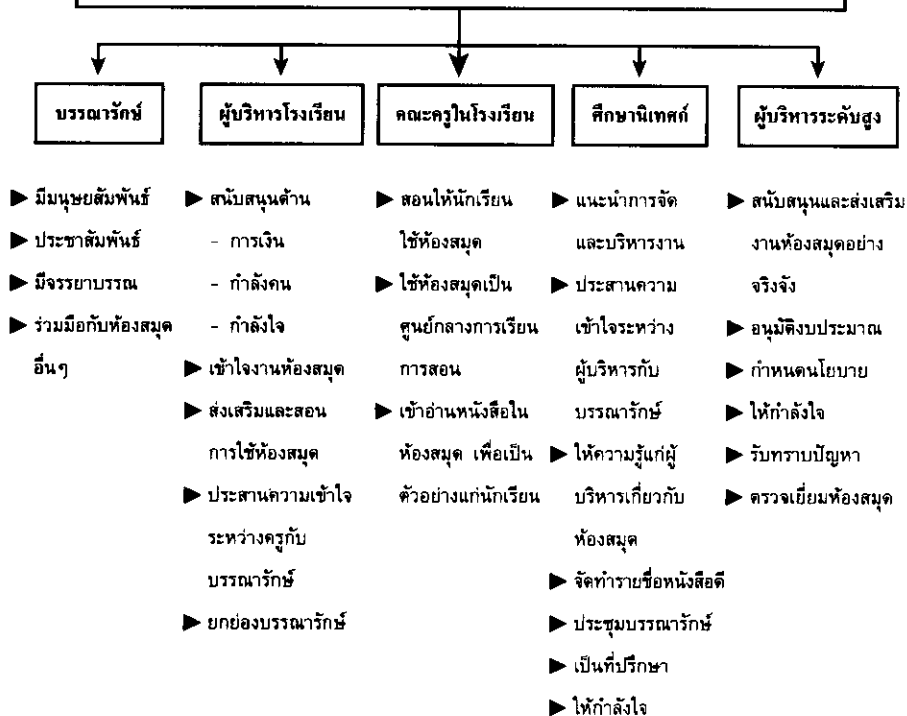 บรรณารักษ์
ผู้บริหารโรงเรียน
คณะครูในโรงเรียน
ศึกษานิเทศก์
ผู้บริหารระดับสูง
▶ มีมนุษยสัมพันธ์
▶ ประชาสัมพันธ์
▶ มีจรรยาบรรณ
▶ ร่วมมือกับห้องสมุด
อื่นๆ
▶ สนับสนุนด้าน
- การเงิน
- กำลังคน
- กำลังใจ
▶ เข้าใจงานห้องสมุด
▶ ส่งเสริมและสอน
การใช้ห้องสมุด
▶ ประสานความเข้าใจ
ระหว่างครูกับ
บรรณารักษ์
▶ ยกย่องบรรณารักษ์
▶ สอนให้นักเรียน
ใช้ห้องสมุด
▶ ใช้ห้องสมุดเป็น
ศูนย์กลางการเรียน
การสอน
▶ เข้าอ่านหนังสือใน
ห้องสมุด เพื่อเป็น
ตัวอย่างแก่นักเรียน
▶ แนะนำการจัด
และบริหารงาน
▶ ประสานความ
เข้าใจระหว่าง
ผู้บริหารกับ
บรรณารักษ์
▶ ให้ความรู้แก่ผู้
บริหารเกี่ยวกับ
ห้องสมุด
▶ จัดทำรายชื่อหนังสือดี
▶ ประชุมบรรณารักษ์
▶ เป็นที่ปรึกษา
▶ ให้กำลังใจ
▶ สนับสนุนและส่งเสริม
งานห้องสมุดอย่าง
จริงจัง
▶ อนุมัติงบประมาณ
▶ กำหนดนโยบาย
▶ ให้กำลังใจ
▶ รับทราบปัญหา
▶ ตรวจเยี่ยมห้องสมุด